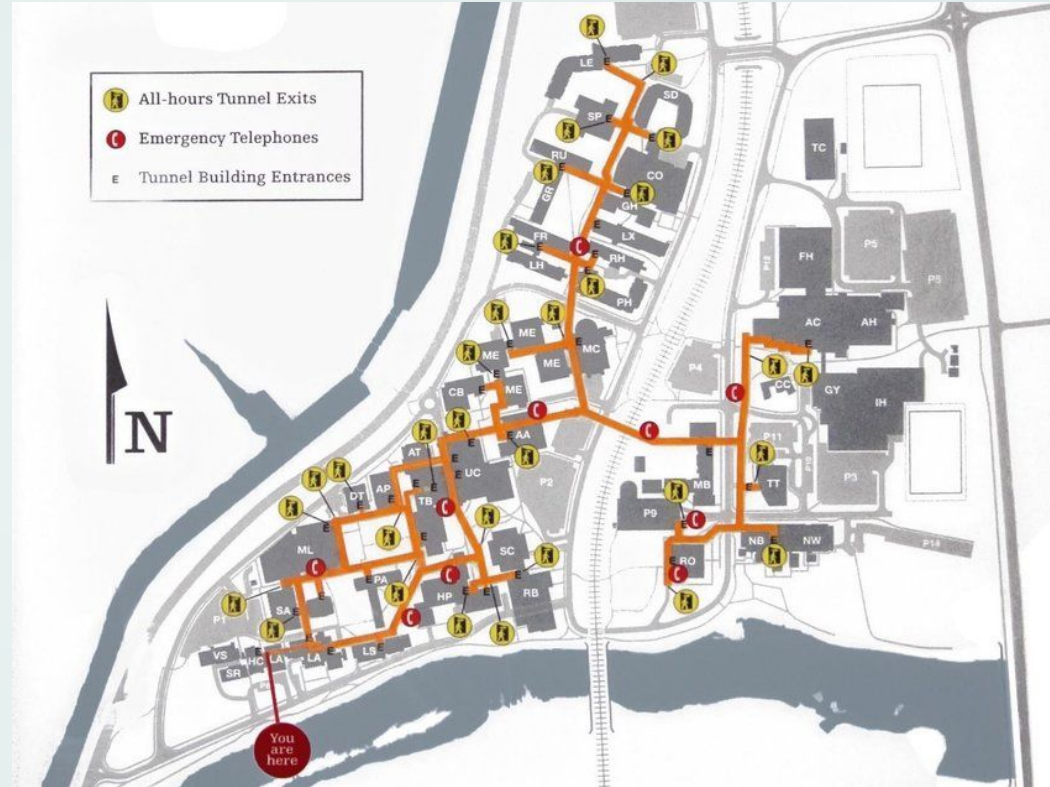 All-hours Tunnel Exits
Emergency Telephones
E Tunnel Building Entrances
N
LE
SD
SP
RU
CO
GR
GH
FR
LX
LH
RH
PH
TC
P5
P12
FH
P5
AC
AH
ME
ME
MC
ME
ME
CB
P4
CC
GY
IH
AA
AT
UC
P2
P11
P10
P3
TT
AP
DT
TB
MB
P9
ML
SC
NB
NW
P14
RO
PA
HP
RB
SA
P1
VS
HC
LA
LA
LS
SR
You
are
here